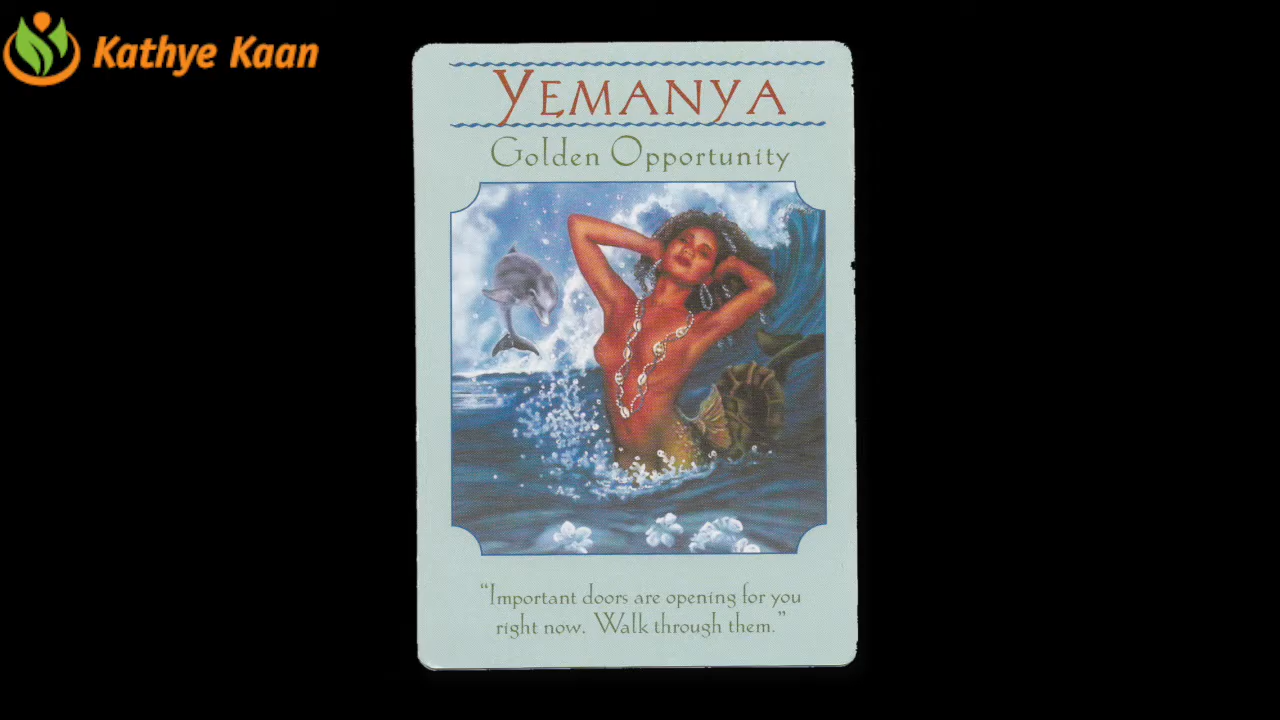 Kathye Kaan
YEMANYA
Golden Opportunity
“Important doors are opening for you
right now. Walk through them.”